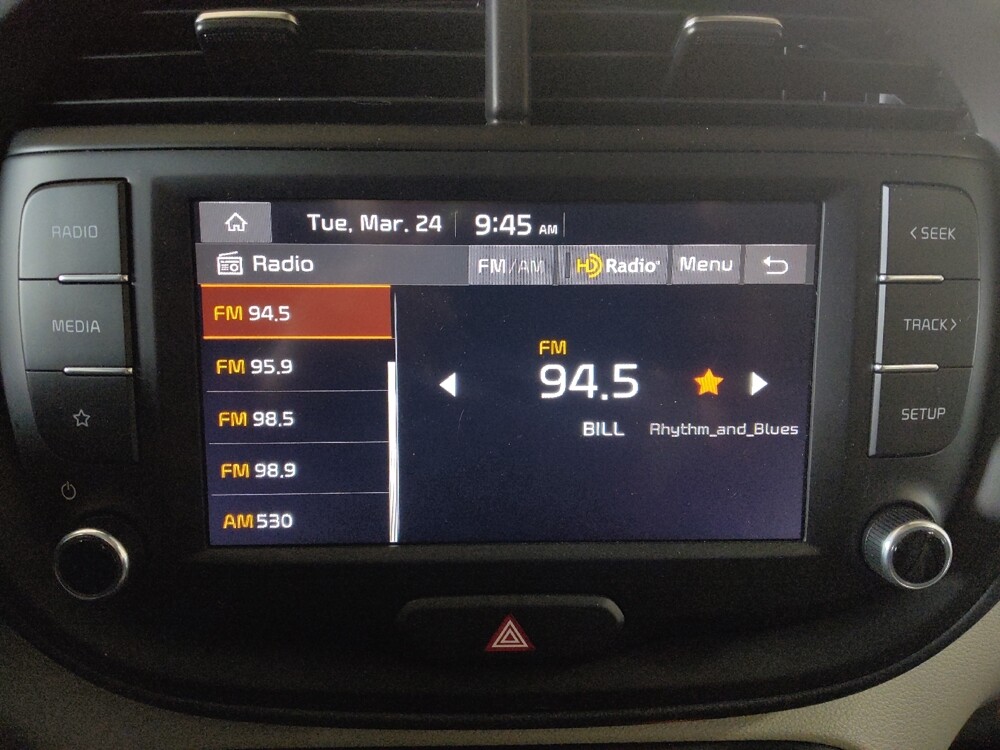 RADIO
MEDIA
Tue, Mar. 24 9:45 AM
Radio FM/AM HD Radio Menu
FM 94.5
FM 95.9
FM 98.5
FM 98.9
AM 530
FM
94.5
BILL Rhythm_and_Blues
< SEEK
TRACK >
SETUP